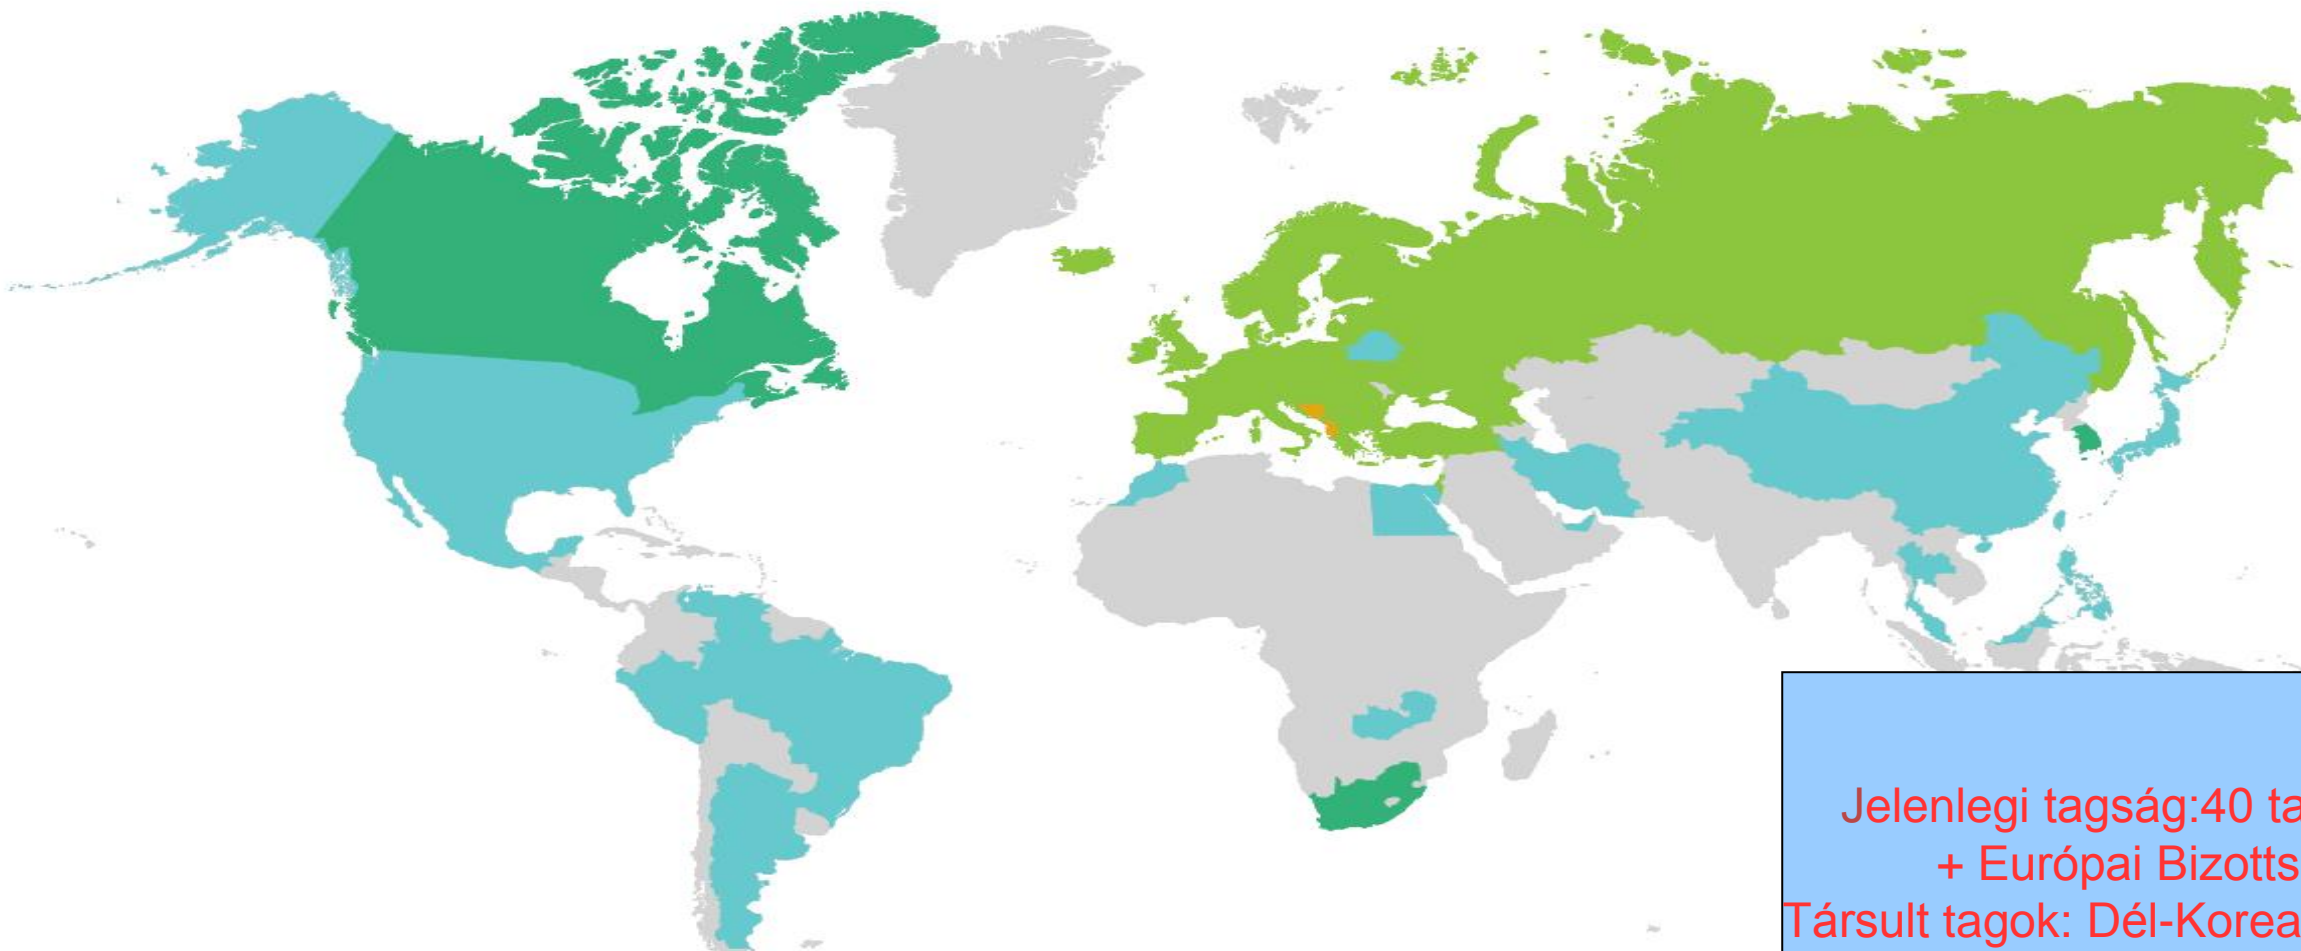 Jelenlegi tagság:40 ta
+ Európai Bizotts
Társult tagok: Dél-Korea